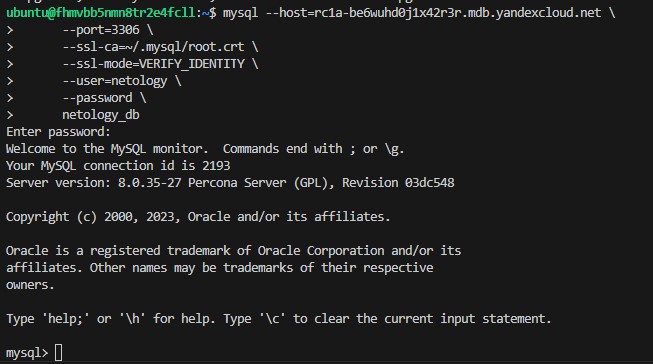 ubuntu@fhmvbb5nmn8tr2e4fcll:~$ mysql --host=rc1a-be6wuhd0j1x42r3r.mdb.yandexcloud.net \
>       --port=3306 \
>       --ssl-ca=~/.mysql/root.crt \
>       --ssl-mode=VERIFY_IDENTITY \
>       --user=netology \
>       --password \
>       netology_db
Enter password:
Welcome to the MySQL monitor.  Commands end with ; or \g.
Your MySQL connection id is 2193
Server version: 8.0.35-27 Percona Server (GPL), Revision 03dc548

Copyright (c) 2000, 2023, Oracle and/or its affiliates.

Oracle is a registered trademark of Oracle Corporation and/or its
affiliates. Other names may be trademarks of their respective
owners.

Type 'help;' or '\h' for help. Type '\c' to clear the current input statement.

mysql>